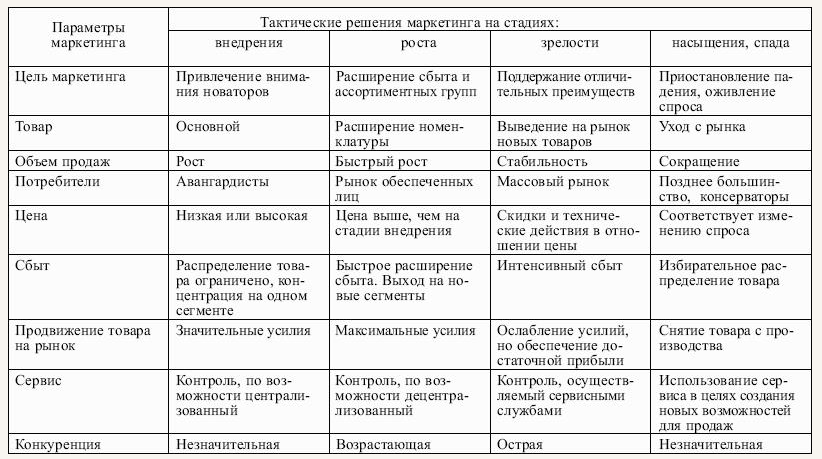 Параметры
маркетинга
Тактические решения маркетинга на стадиях:
внедрения
роста
зрелости
насыщения, спада
Цель маркетинга
Привлечение внима-
ния новаторов
Расширение сбыта и
ассортиментных групп
Поддержание отличи-
тельных преимуществ
Приостановление па-
дения, оживление
спроса
Товар
Основной
Расширение номен-
клатуры
Выведение на рынок
новых товаров
Уход с рынка
Объем продаж
Рост
Быстрый рост
Стабильность
Сокращение
Потребители
Авангардисты
Рынок обеспеченных
лиц
Массовый рынок
Позднее большин-
ство, консерваторы
Цена
Низкая или высокая
Цена выше, чем на
стадии внедрения
Скидки и техниче-
ские действия в отно-
шении цены
Соответствует изме-
нению спроса
Сбыт
Распределение това-
ра ограничено, кон-
центрация на одном
сегменте
Быстрое расширение
сбыта. Выход на но-
вые сегменты
Интенсивный сбыт
Избирательное рас-
пределение товара
Продвижение товара
на рынок
Значительные усилия
Максимальные усилия
Ослабление усилий,
но обеспечение до-
статочной прибыли
Снятие товара с про-
изводства
Сервис
Контроль, по воз-
можности централи-
зованный
Контроль, по воз-
можности децентра-
лизованный
Контроль, осуществ-
ляемый сервисными
службами
Использование сер-
виса в целях создания
новых возможностей
для продаж
Конкуренция
Незначительная
Возрастающая
Острая
Незначительная